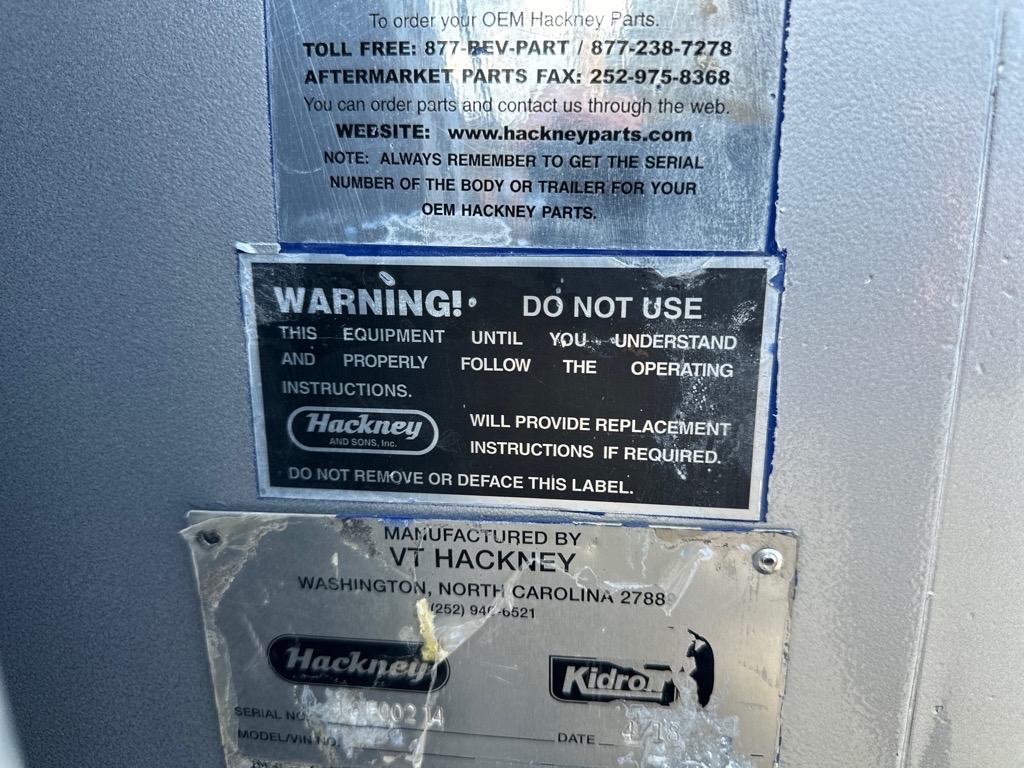 To order your OEM Hackney Parts.
TOLL FREE: 877-REV-PART / 877-238-7278
AFTERMARKET PARTS FAX: 252-975-8368
You can order parts and contact us through the web.
WEBSITE: www.hackneyparts.com
NOTE: ALWAYS REMEMBER TO GET THE SERIAL
NUMBER OF THE BODY OR TRAILER FOR YOUR
OEM HACKNEY PARTS.
WARNING! DO NOT USE
THIS EQUIPMENT UNTIL YOU UNDERSTAND
AND PROPERLY FOLLOW THE OPERATING
INSTRUCTIONS.
Hackney
AND SONS, Inc.
WILL PROVIDE REPLACEMENT
INSTRUCTIONS IF REQUIRED.
DO NOT REMOVE OR DEFACE THIS LABEL.
MANUFACTURED BY
VT HACKNEY
WASHINGTON, NORTH CAROLINA
(252)
Hackney
Kidron
SERIAL NO.
MODEL/VIN NO.
DATE